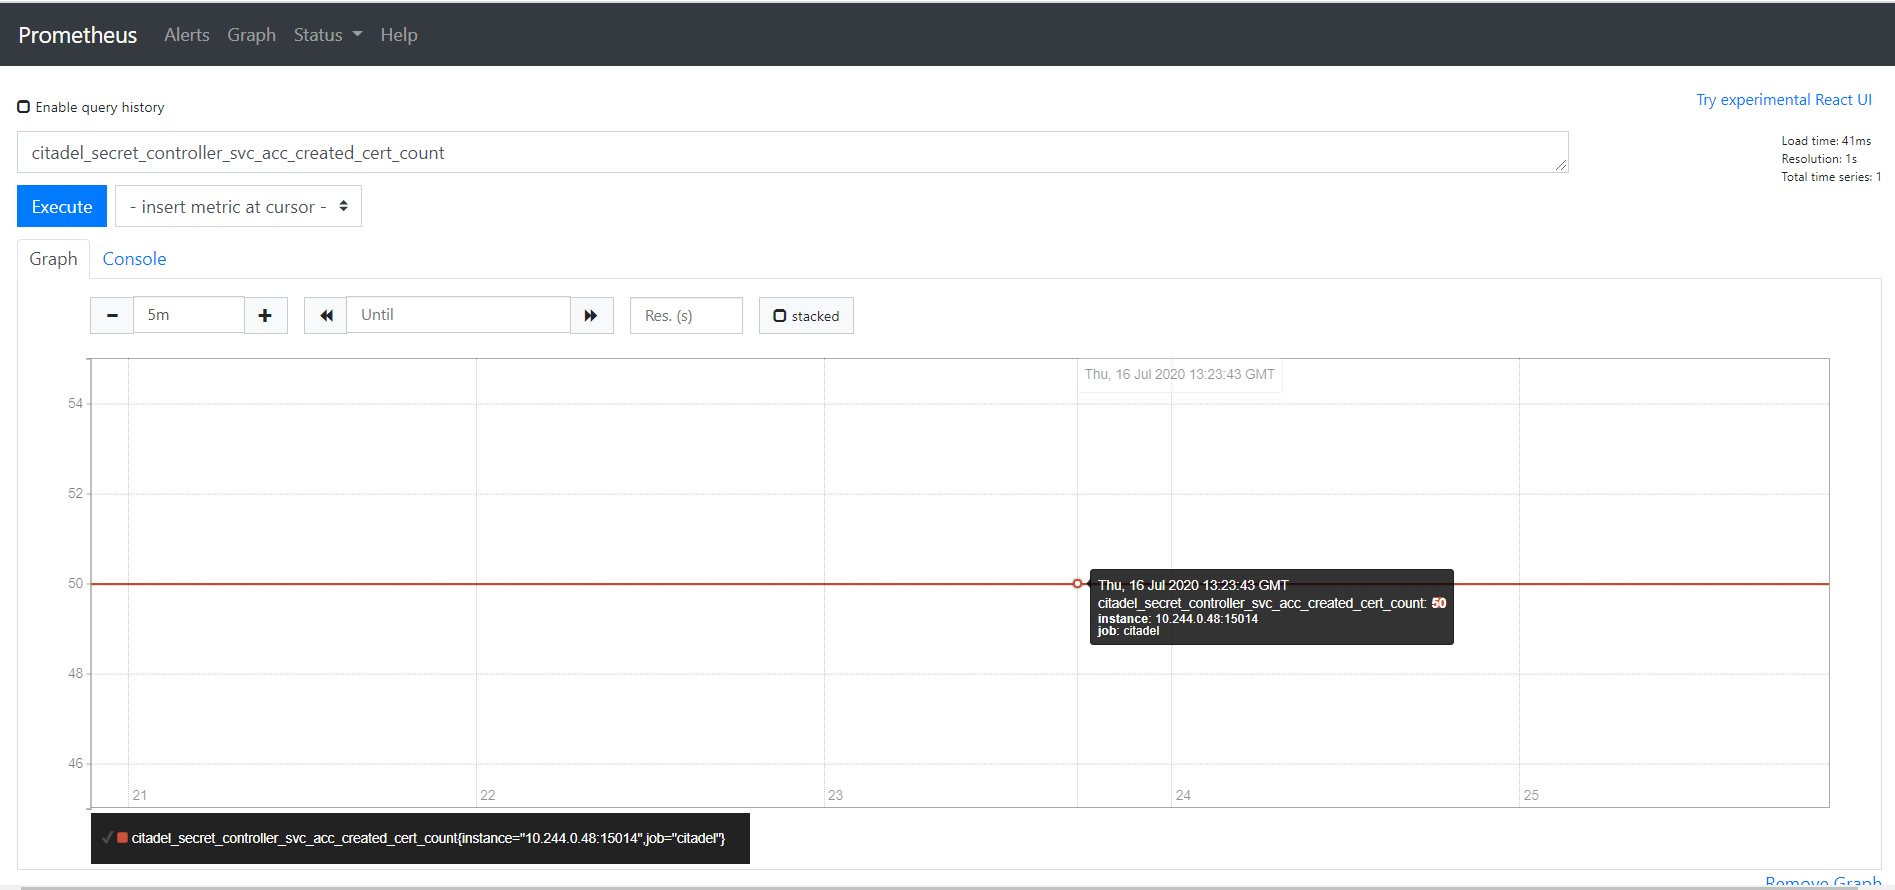 Prometheus Alerts Graph Status Help
Enable query history
Try experimental React UI
citadel_secret_controller_svc_acc_created_cert_count
Load time: 41ms
Resolution: 1s
Total time series: 1
Execute
- insert metric at cursor -
Graph Console
5m Until Res. (s) stacked
Thu, 16 Jul 2020 13:23:43 GMT
54
52
50
Thu, 16 Jul 2020 13:23:43 GMT
citadel_secret_controller_svc_acc_created_cert_count: 50
instance: 10.244.0.48:15014
job: citadel
48
46
21 22 23 24 25
citadel_secret_controller_svc_acc_created_cert_count{instance="10.244.0.48:15014",job="citadel"}
Remove Graph